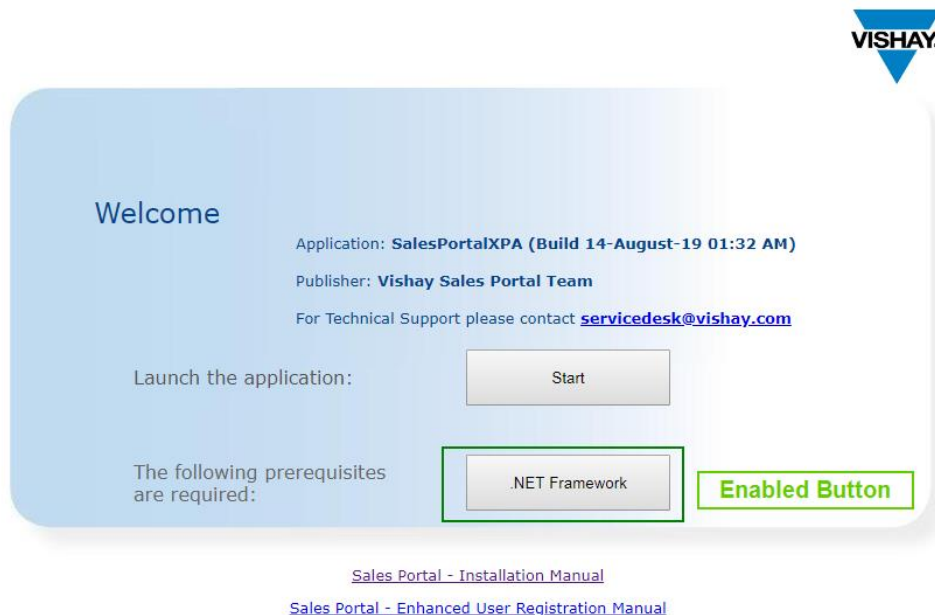 VISHAY.
Welcome
Application: SalesPortalXPA (Build 14-August-19 01:32 AM)
Publisher: Vishay Sales Portal Team
For Technical Support please contact servicedesk@vishay.com
Launch the application:
Start
The following prerequisites
are required:
.NET Framework
Enabled Button
Sales Portal - Installation Manual
Sales Portal - Enhanced User Registration Manual